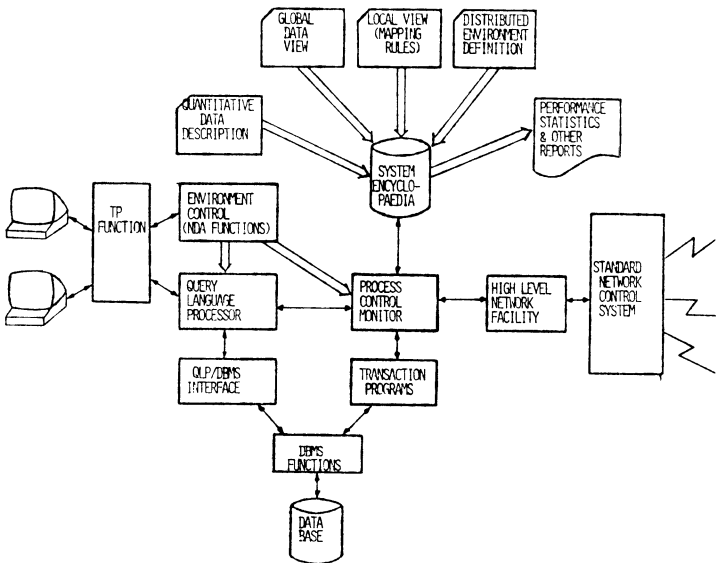 GLOBAL
DATA
VIEW
LOCAL VIEW
(MAPPING
RULES)
DISTRIBUTED
ENVIRONMENT
DEFINITION
QUANTITATIVE
DATA
DESCRIPTION
PERFORMANCE
STATISTICS
& OTHER
REPORTS
SYSTEM
ENCYCLO-
PAEDIA
TP
FUNCTION
ENVIRONMENT
CONTROL
(NDA FUNCTIONS)
QUERY
LANGUAGE
PROCESSOR
PROCESS
CONTROL
MONITOR
HIGH LEVEL
NETWORK
FACILITY
STANDARD
NETWORK
CONTROL
SYSTEM
QLP/DBMS
INTERFACE
TRANSACTION
PROGRAMS
DBMS
FUNCTIONS
DATA
BASE